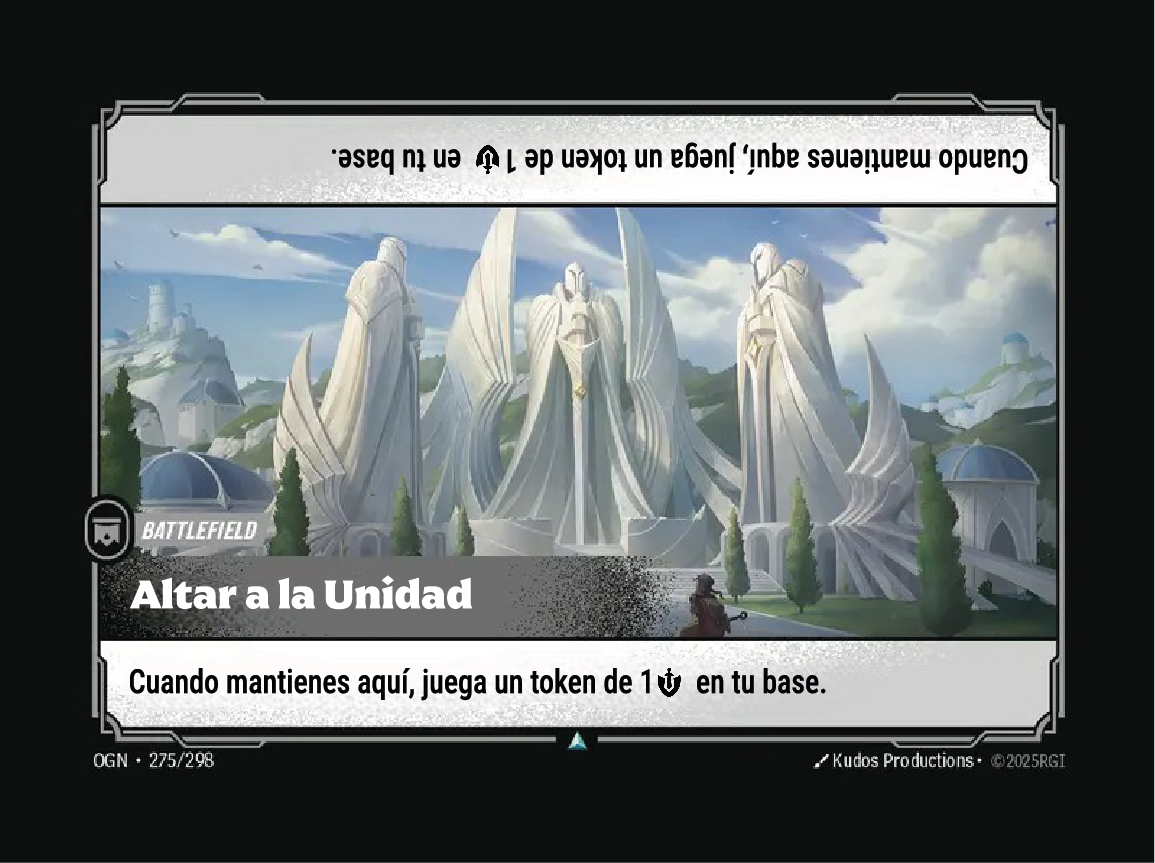 Cuando mantienes aquí, juega un token de 1 en tu base.
BATTLEFIELD
Altar a la Unidad
Cuando mantienes aquí, juega un token de 1 en tu base.
OGN • 275/298
Kudos Productions • ©2025RGI